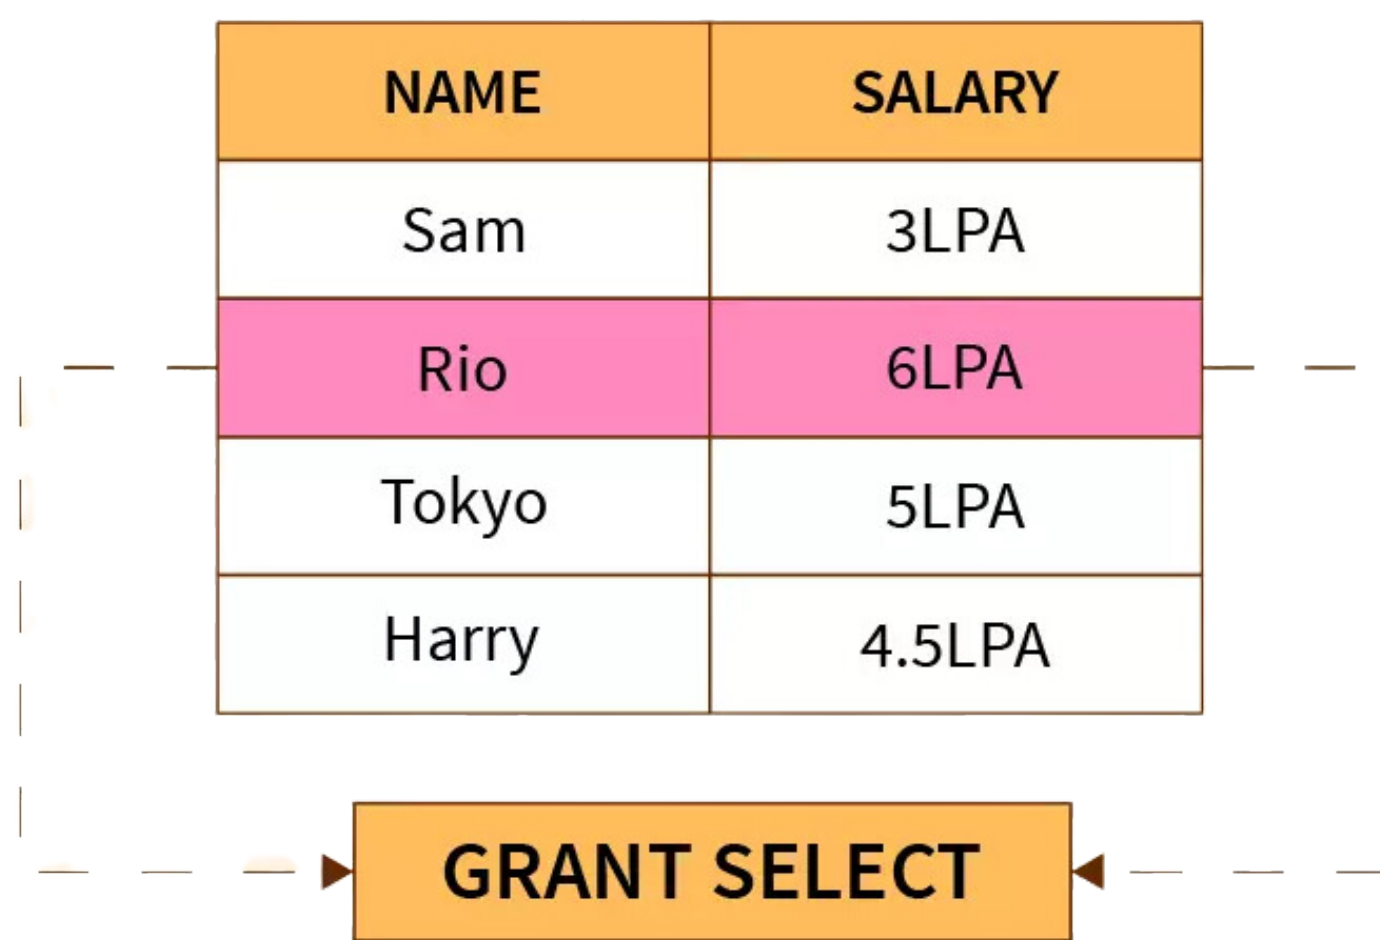 NAME SALARY
Sam 3LPA
Rio 6LPA
Tokyo 5LPA
Harry 4.5LPA
GRANT SELECT